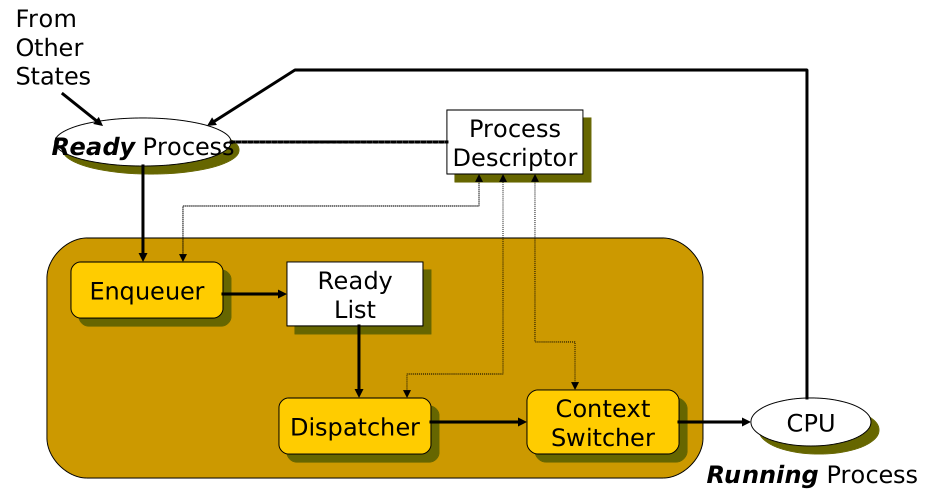 From
Other
States
Ready Process
Process
Descriptor
Enqueuer
Ready
List
Dispatcher
Context
Switcher
CPU
Running Process